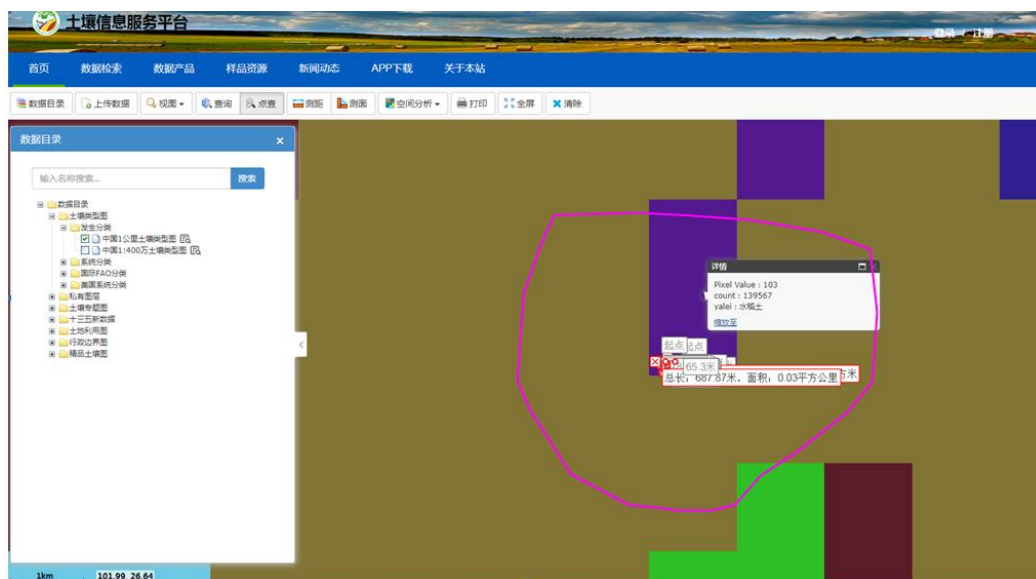 土壤信息服务平台
登录 | 注册
首页 数据检索 数据产品 样品资源 新闻动态 APP下载 关于本站
数据目录 上传数据 视图 查询 点查 测距 测面 空间分析 打印 全屏 清除
数据目录
输入名称搜索... 搜索
数据目录
土壤类型图
发生分类
中国1公里土壤类型图
中国1:400万土壤类型图
系统分类
国际FAO分类
美国系统分类
私有图层
土壤专题图
十三五新数据
土地利用图
行政边界图
精品土壤图
详情
Pixel Value : 103
count : 139567
yalei : 水稻土
缩放至
起点 起点
65.3米
总长：687.87米，面积：0.03平方公里 方米
1km 101.99 26.64